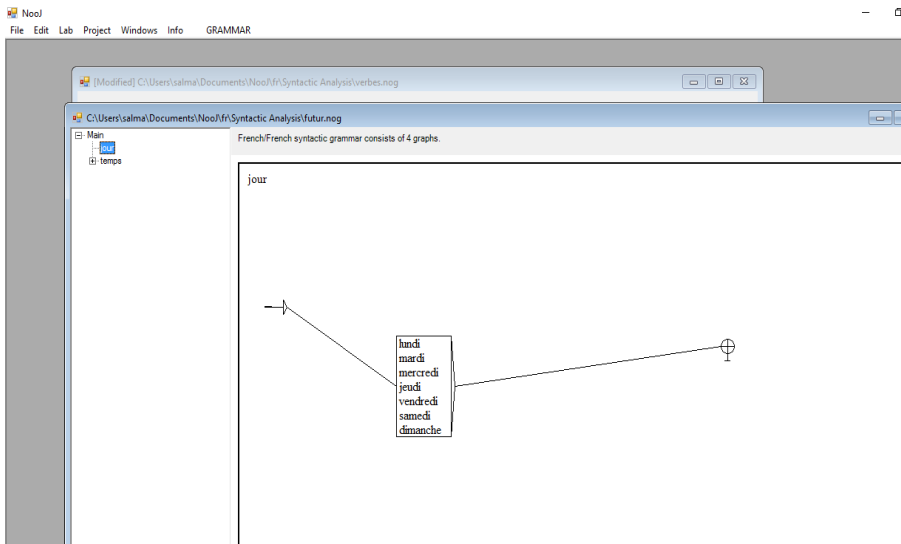 NooJ
File Edit Lab Project Windows Info GRAMMAR
[Modified] C:\Users\salma\Documents\NooJ\fr\Syntactic Analysis\verbes.nog
C:\Users\salma\Documents\NooJ\fr\Syntactic Analysis\futur.nog
Main
jour
temps
French/French syntactic grammar consists of 4 graphs.
jour
lundi
mardi
mercredi
jeudi
vendredi
samedi
dimanche